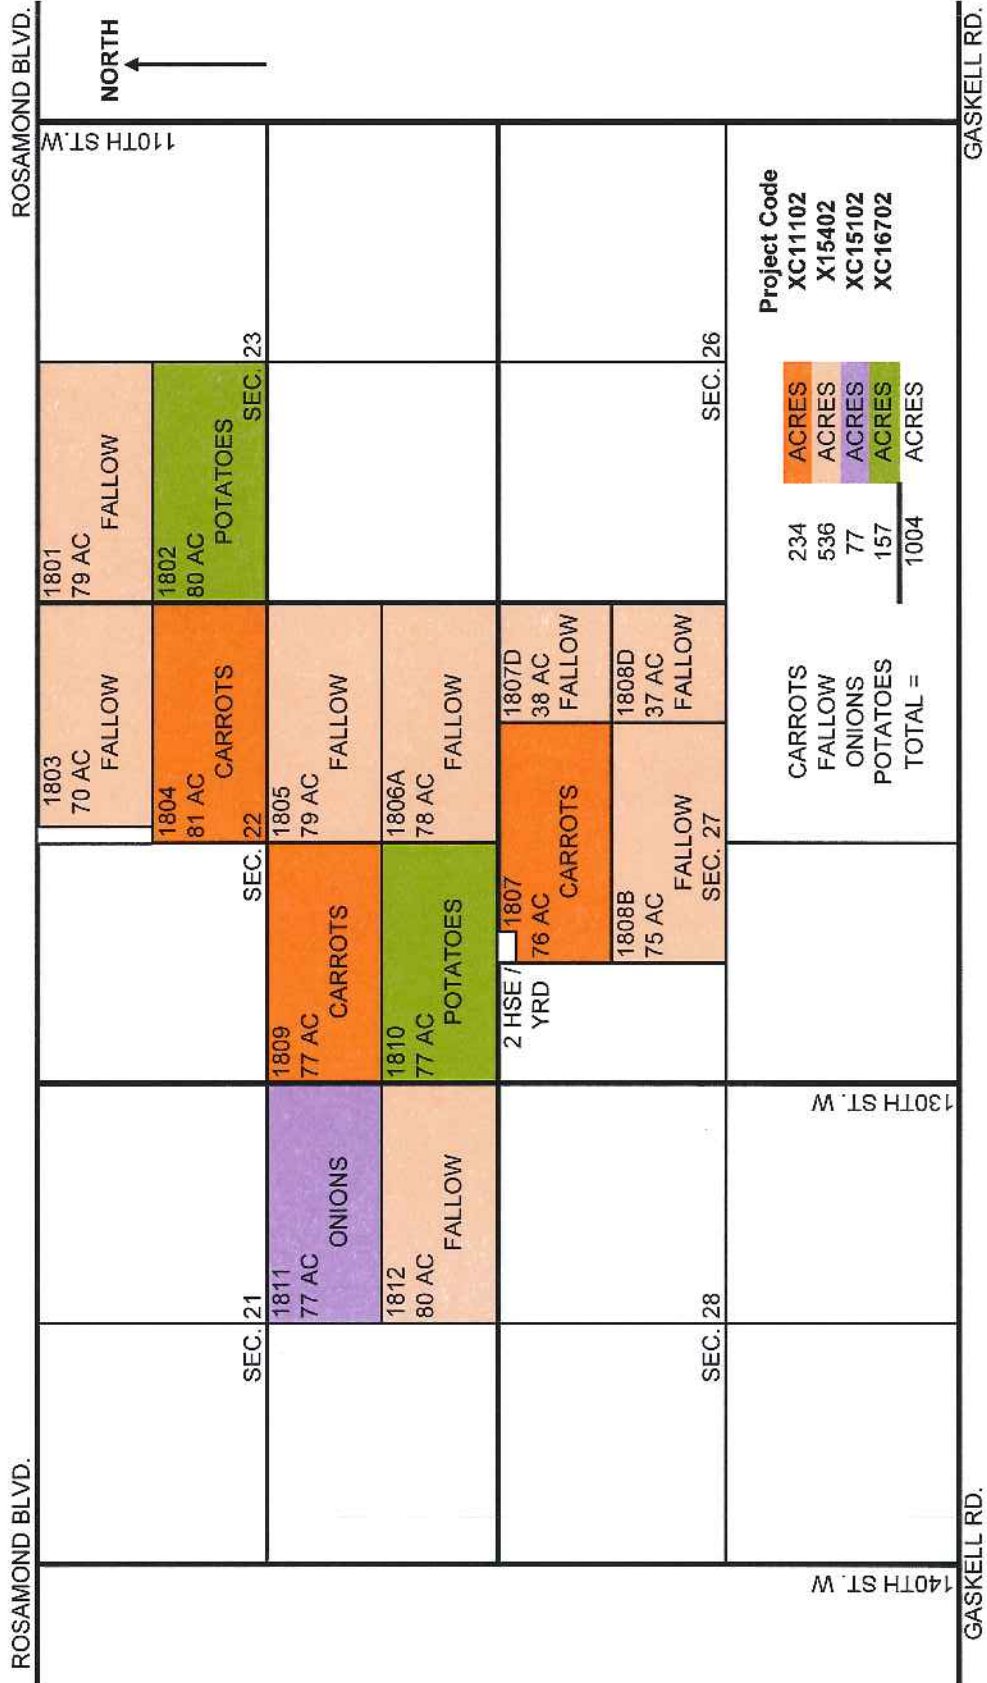 ROSAMOND BLVD.
ROSAMOND BLVD.
NORTH
110TH ST.W
1803
70 AC
FALLOW
1801
79 AC
FALLOW
1804
81 AC
CARROTS
1802
80 AC
POTATOES
SEC. 21
SEC. 22
SEC. 23
1811
77 AC
ONIONS
1809
77 AC
CARROTS
1805
79 AC
FALLOW
1812
80 AC
FALLOW
1810
77 AC
POTATOES
1806A
78 AC
FALLOW
2 HSE /
YRD
1807
76 AC
CARROTS
1807D
38 AC
FALLOW
1808B
75 AC
FALLOW
1808D
37 AC
FALLOW
SEC. 28
SEC. 27
SEC. 26
Project Code
CARROTS 234 ACRES XC11102
FALLOW 536 ACRES X15402
ONIONS 77 ACRES XC15102
POTATOES 157 ACRES XC16702
TOTAL = 1004 ACRES
140TH ST. W
130TH ST. W
GASKELL RD.
GASKELL RD.